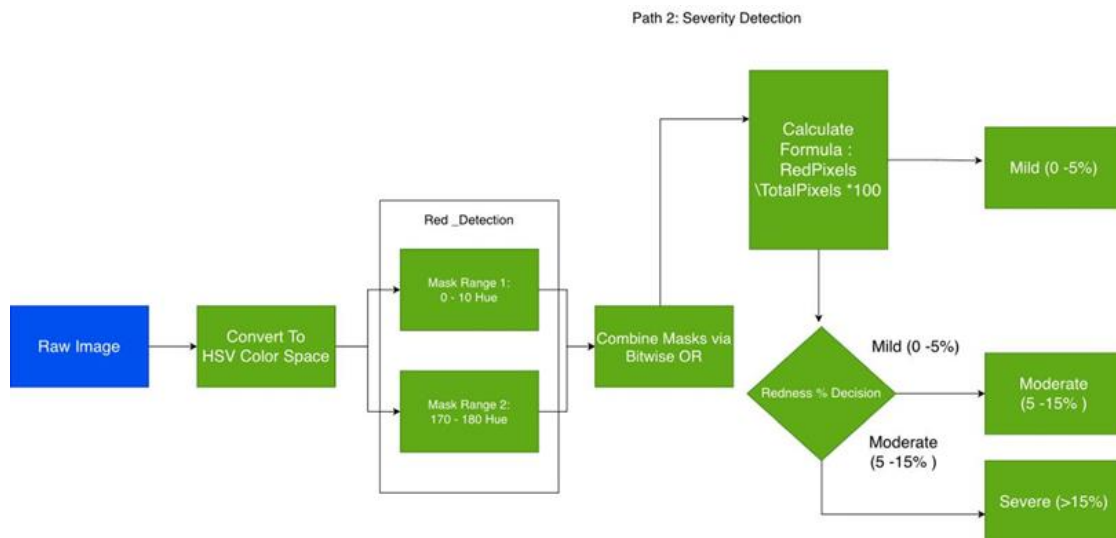 Path 2: Severity Detection
Raw Image
Convert To
HSV Color Space
Red _Detection
Mask Range 1:
0 - 10 Hue
Mask Range 2:
170 - 180 Hue
Combine Masks via
Bitwise OR
Calculate
Formula :
RedPixels
\TotalPixels *100
Mild (0 -5%)
Redness % Decision
Mild (0 -5%)
Moderate
(5 -15% )
Moderate
(5 -15% )
Severe (>15%)